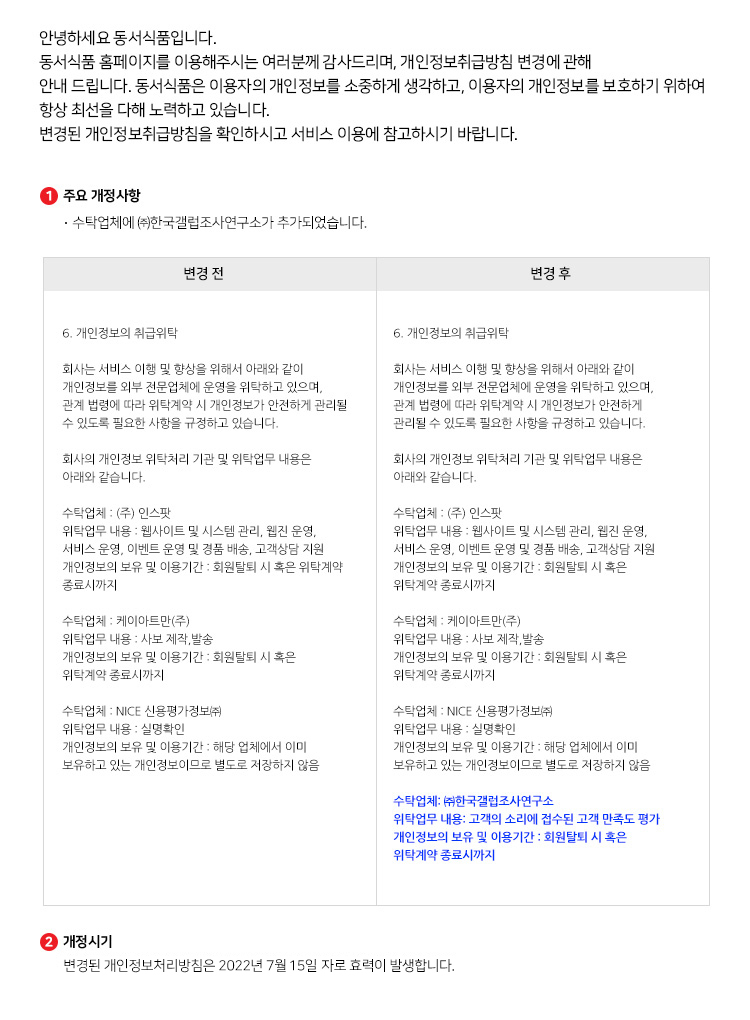 안녕하세요 동서식품입니다.
동서식품 홈페이지를 이용해주시는 여러분께 감사드리며, 개인정보취급방침 변경에 관해
안내 드립니다. 동서식품은 이용자의 개인정보를 소중하게 생각하고, 이용자의 개인정보를 보호하기 위하여
항상 최선을 다해 노력하고 있습니다.
변경된 개인정보취급방침을 확인하시고 서비스 이용에 참고하시기 바랍니다.
1 주요 개정사항
· 수탁업체에 ㈜한국갤럽조사연구소가 추가되었습니다.
변경 전
6. 개인정보의 취급위탁
회사는 서비스 이행 및 향상을 위해서 아래와 같이
개인정보를 외부 전문업체에 운영을 위탁하고 있으며,
관계 법령에 따라 위탁계약 시 개인정보가 안전하게 관리될
수 있도록 필요한 사항을 규정하고 있습니다.
회사의 개인정보 위탁처리 기관 및 위탁업무 내용은
아래와 같습니다.
수탁업체 : (주) 인스팟
위탁업무 내용 : 웹사이트 및 시스템 관리, 웹진 운영,
서비스 운영, 이벤트 운영 및 경품 배송, 고객상담 지원
개인정보의 보유 및 이용기간 : 회원탈퇴 시 혹은 위탁계약
종료시까지
수탁업체 : 케이아트만(주)
위탁업무 내용 : 사보 제작,발송
개인정보의 보유 및 이용기간 : 회원탈퇴 시 혹은
위탁계약 종료시까지
수탁업체 : NICE 신용평가정보㈜
위탁업무 내용 : 실명확인
개인정보의 보유 및 이용기간 : 해당 업체에서 이미
보유하고 있는 개인정보이므로 별도로 저장하지 않음
변경 후
6. 개인정보의 취급위탁
회사는 서비스 이행 및 향상을 위해서 아래와 같이
개인정보를 외부 전문업체에 운영을 위탁하고 있으며,
관계 법령에 따라 위탁계약 시 개인정보가 안전하게
관리될 수 있도록 필요한 사항을 규정하고 있습니다.
회사의 개인정보 위탁처리 기관 및 위탁업무 내용은
아래와 같습니다.
수탁업체 : (주) 인스팟
위탁업무 내용 : 웹사이트 및 시스템 관리, 웹진 운영,
서비스 운영, 이벤트 운영 및 경품 배송, 고객상담 지원
개인정보의 보유 및 이용기간 : 회원탈퇴 시 혹은
위탁계약 종료시까지
수탁업체 : 케이아트만(주)
위탁업무 내용 : 사보 제작,발송
개인정보의 보유 및 이용기간 : 회원탈퇴 시 혹은
위탁계약 종료시까지
수탁업체 : NICE 신용평가정보㈜
위탁업무 내용 : 실명확인
개인정보의 보유 및 이용기간 : 해당 업체에서 이미
보유하고 있는 개인정보이므로 별도로 저장하지 않음
수탁업체: ㈜한국갤럽조사연구소
위탁업무 내용: 고객의 소리에 접수된 고객 만족도 평가
개인정보의 보유 및 이용기간 : 회원탈퇴 시 혹은
위탁계약 종료시까지
2 개정시기
변경된 개인정보처리방침은 2022년 7월 15일 자로 효력이 발생합니다.